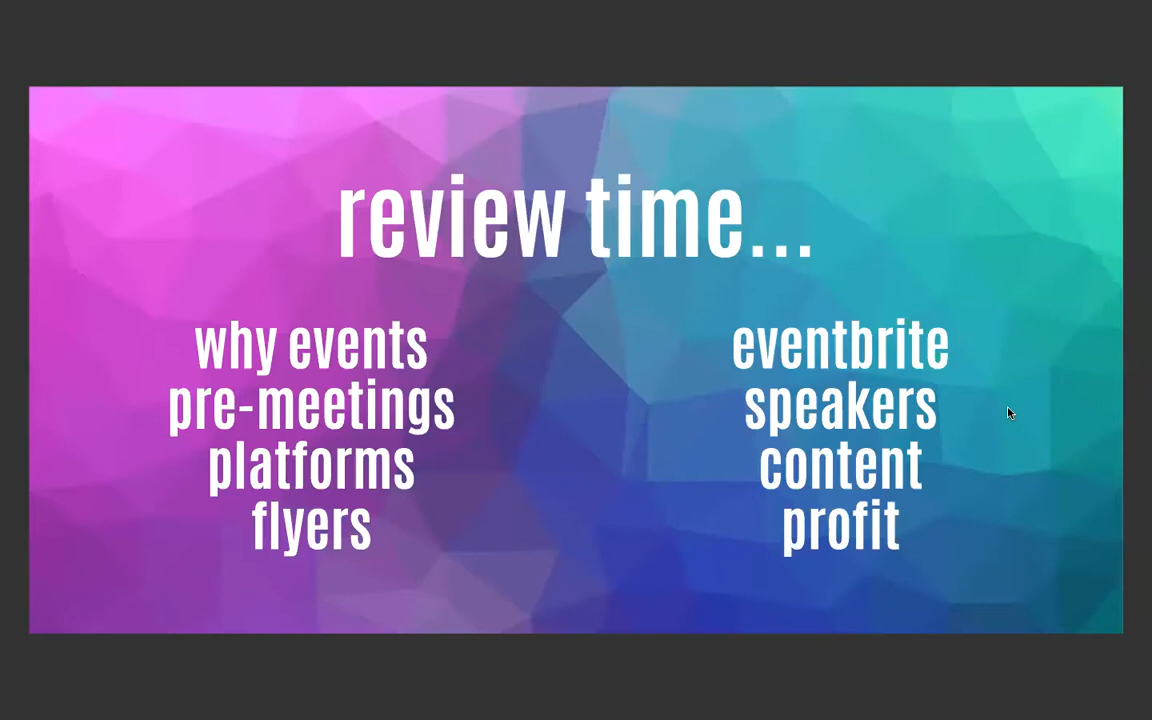 review time...
why events
pre-meetings
platforms
flyers
eventbrite
speakers
content
profit